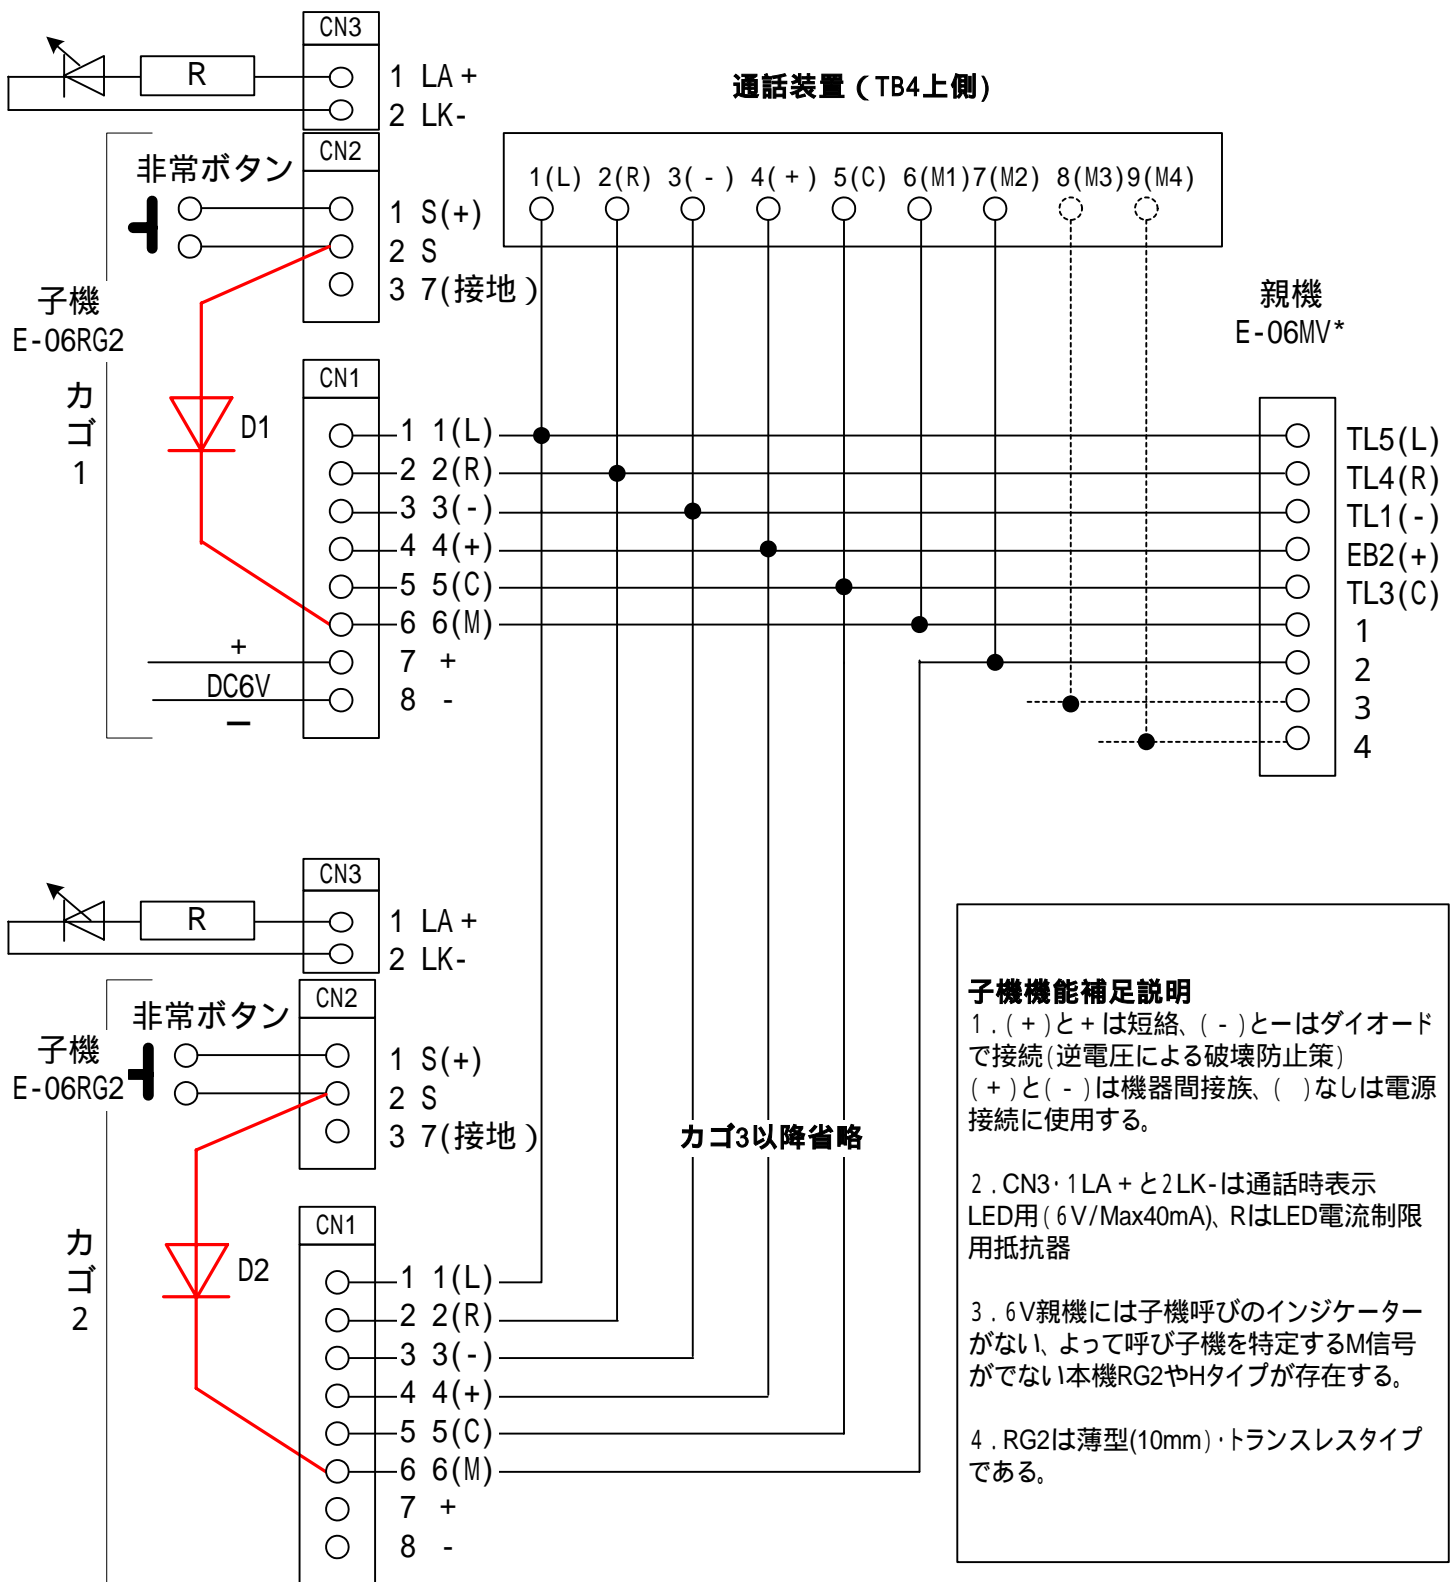 CN3
R
1 LA+
2 LK-
通話装置（TB4上側）
CN2
非常ボタン
1 S(+)
2 S
3 7(接地）
1(L) 2(R) 3(-) 4(+) 5(C) 6(M1) 7(M2) 8(M3) 9(M4)
子機
E-06RG2
親機
E-06MV*
カゴ1
D1
CN1
1 1(L)
2 2(R)
3 3(-)
4 4(+)
5 5(C)
6 6(M)
7 +
8 -
+
DC6V
−
TL5(L)
TL4(R)
TL1(-)
EB2(+)
TL3(C)
1
2
3
4
CN3
R
1 LA+
2 LK-
CN2
非常ボタン
1 S(+)
2 S
3 7(接地）
子機
E-06RG2
カゴ3以降省略
カゴ2
D2
CN1
1 1(L)
2 2(R)
3 3(-)
4 4(+)
5 5(C)
6 6(M)
7 +
8 -
子機機能補足説明
1．(+)と+は短絡、(-)とーはダイオード
で接続(逆電圧による破壊防止策)
(+)と(-)は機器間接族、( )なしは電源
接続に使用する。
2．CN3・1LA+と2LK-は通話時表示
LED用(6V/Max40mA)、RはLED電流制限
用抵抗器
3．6V親機には子機呼びのインジケーター
がない、よって呼び子機を特定するM信号
がでない本機RG2やHタイプが存在する。
4．RG2は薄型(10mm)・トランスレスタイプ
である。